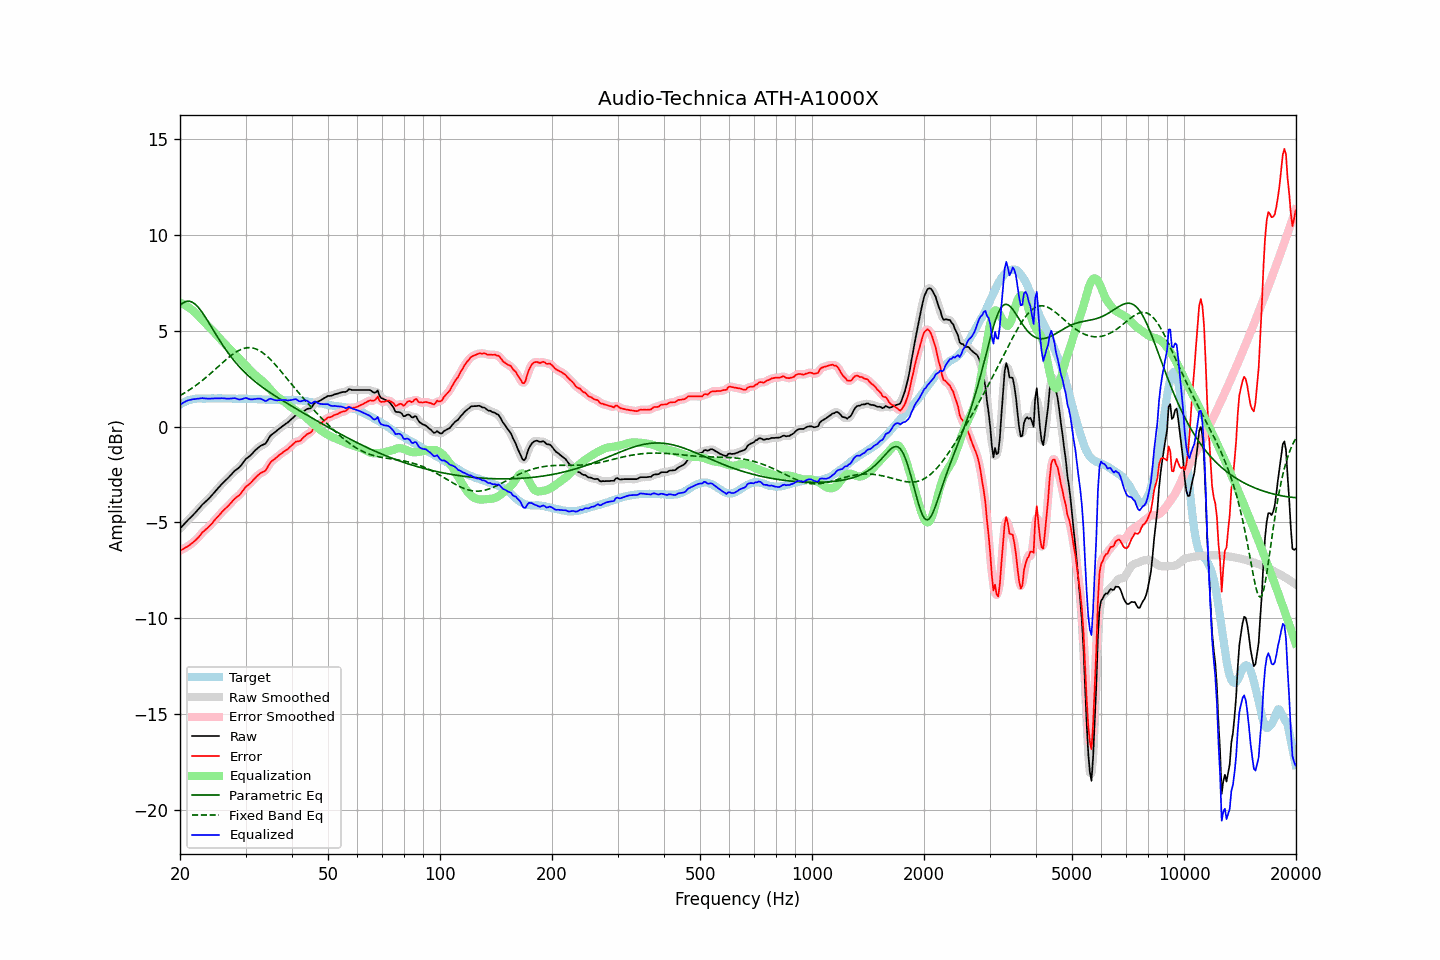 Audio-Technica ATH-A1000X
Amplitude (dBr)
15
10
5
0
−5
−10
−15
−20
Target
Raw Smoothed
Error Smoothed
Raw
Error
Equalization
Parametric Eq
Fixed Band Eq
Equalized
20 50 100 200 500 1000 2000 5000 10000 20000
Frequency (Hz)